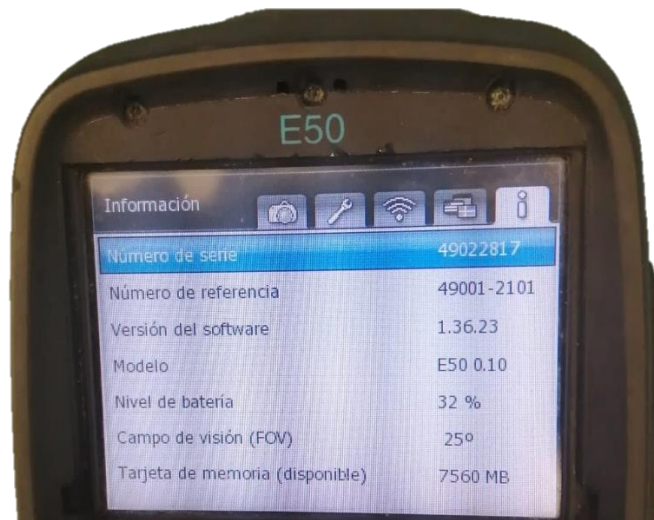 E50
Información
Número de serie 49022817
Número de referencia 49001-2101
Versión del software 1.36.23
Modelo E50 0.10
Nivel de batería 32 %
Campo de visión (FOV) 25º
Tarjeta de memoria (disponible) 7560 MB